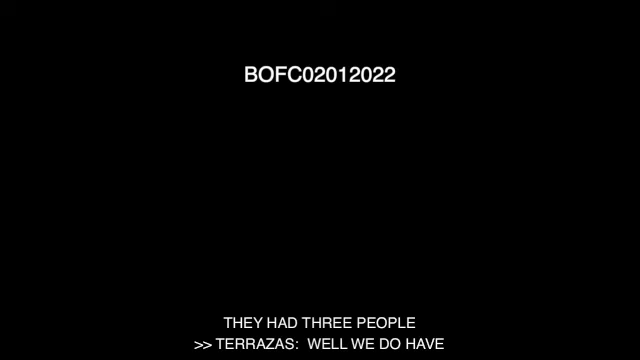 BOFC02012022
THEY HAD THREE PEOPLE
>> TERRAZAS:  WELL WE DO HAVE